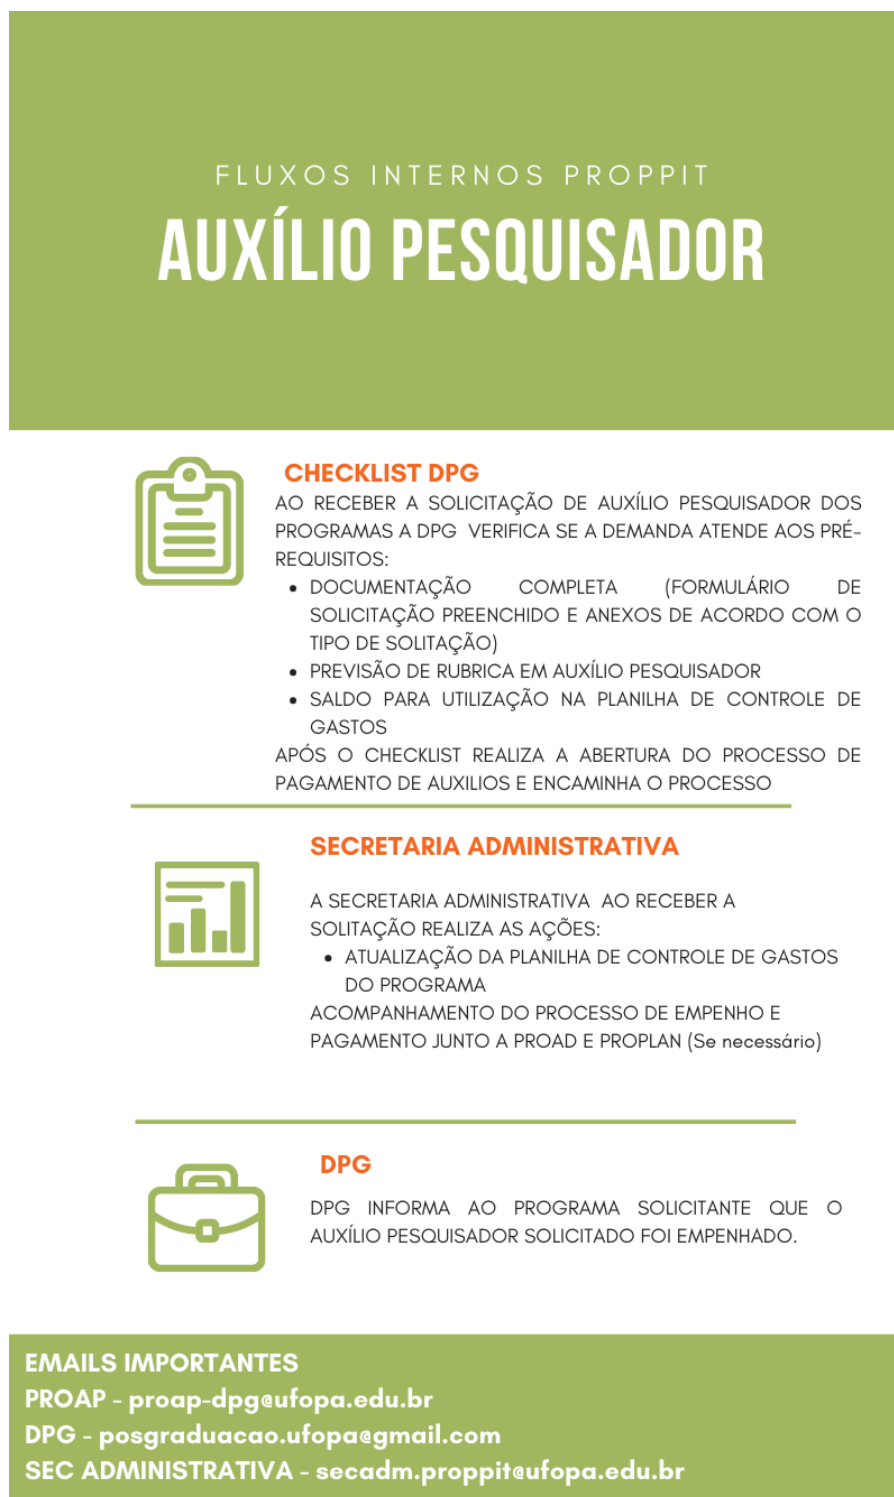 FLUXOS INTERNOS PROPPIT
AUXÍLIO PESQUISADOR
CHECKLIST DPG
AO RECEBER A SOLICITAÇÃO DE AUXÍLIO PESQUISADOR DOS
PROGRAMAS A DPG VERIFICA SE A DEMANDA ATENDE AOS PRÉ-
REQUISITOS:
• DOCUMENTAÇÃO COMPLETA (FORMULÁRIO DE
SOLICITAÇÃO PREENCHIDO E ANEXOS DE ACORDO COM O
TIPO DE SOLITAÇÃO)
• PREVISÃO DE RUBRICA EM AUXÍLIO PESQUISADOR
• SALDO PARA UTILIZAÇÃO NA PLANILHA DE CONTROLE DE
GASTOS
APÓS O CHECKLIST REALIZA A ABERTURA DO PROCESSO DE
PAGAMENTO DE AUXILIOS E ENCAMINHA O PROCESSO
SECRETARIA ADMINISTRATIVA
A SECRETARIA ADMINISTRATIVA AO RECEBER A
SOLITAÇÃO REALIZA AS AÇÕES:
• ATUALIZAÇÃO DA PLANILHA DE CONTROLE DE GASTOS
DO PROGRAMA
ACOMPANHAMENTO DO PROCESSO DE EMPENHO E
PAGAMENTO JUNTO A PROAD E PROPLAN (Se necessário)
DPG
DPG INFORMA AO PROGRAMA SOLICITANTE QUE O
AUXÍLIO PESQUISADOR SOLICITADO FOI EMPENHADO.
EMAILS IMPORTANTES
PROAP - proap-dpg@ufopa.edu.br
DPG - posgraduacao.ufopa@gmail.com
SEC ADMINISTRATIVA - secadm.proppit@ufopa.edu.br